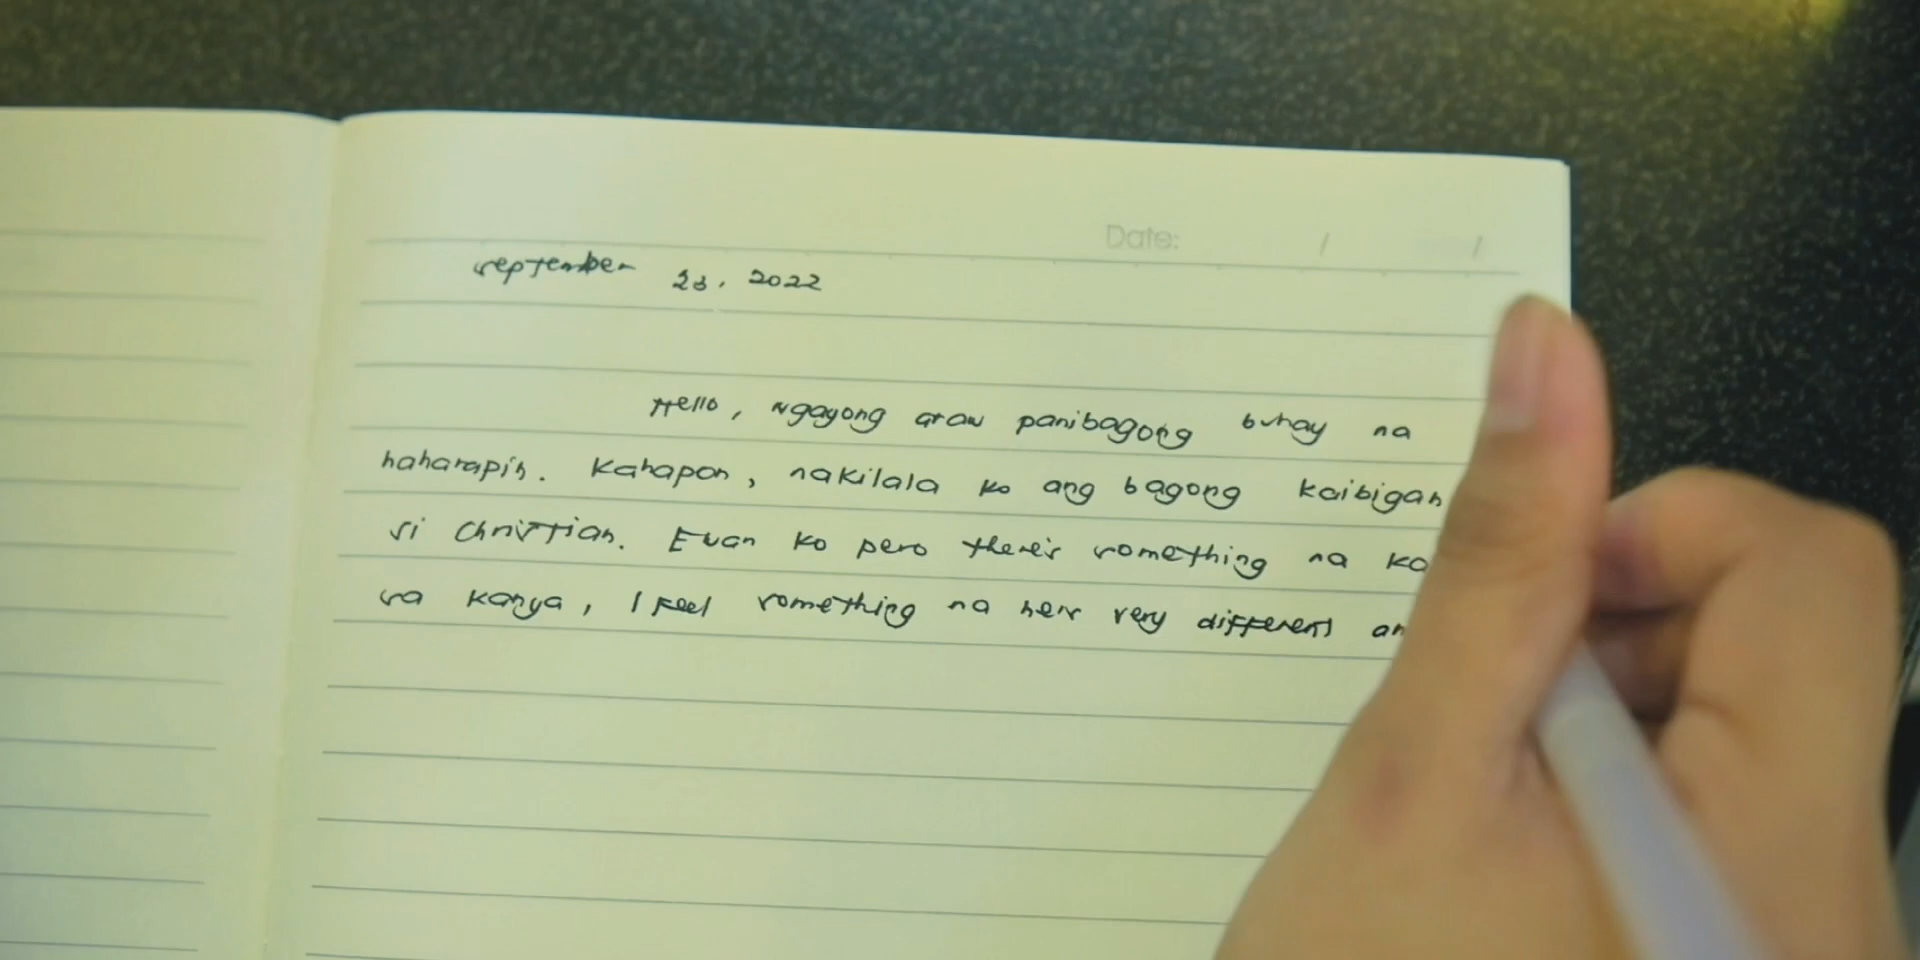 Date: / /
september 23, 2022
Hello, Ngayong araw panibagong buhay na
haharapin. Kahapon, nakilala ko ang bagong kaibigan
si Christian. Ewan ko pero there's something na
sa kanya, I feel something na hers very different